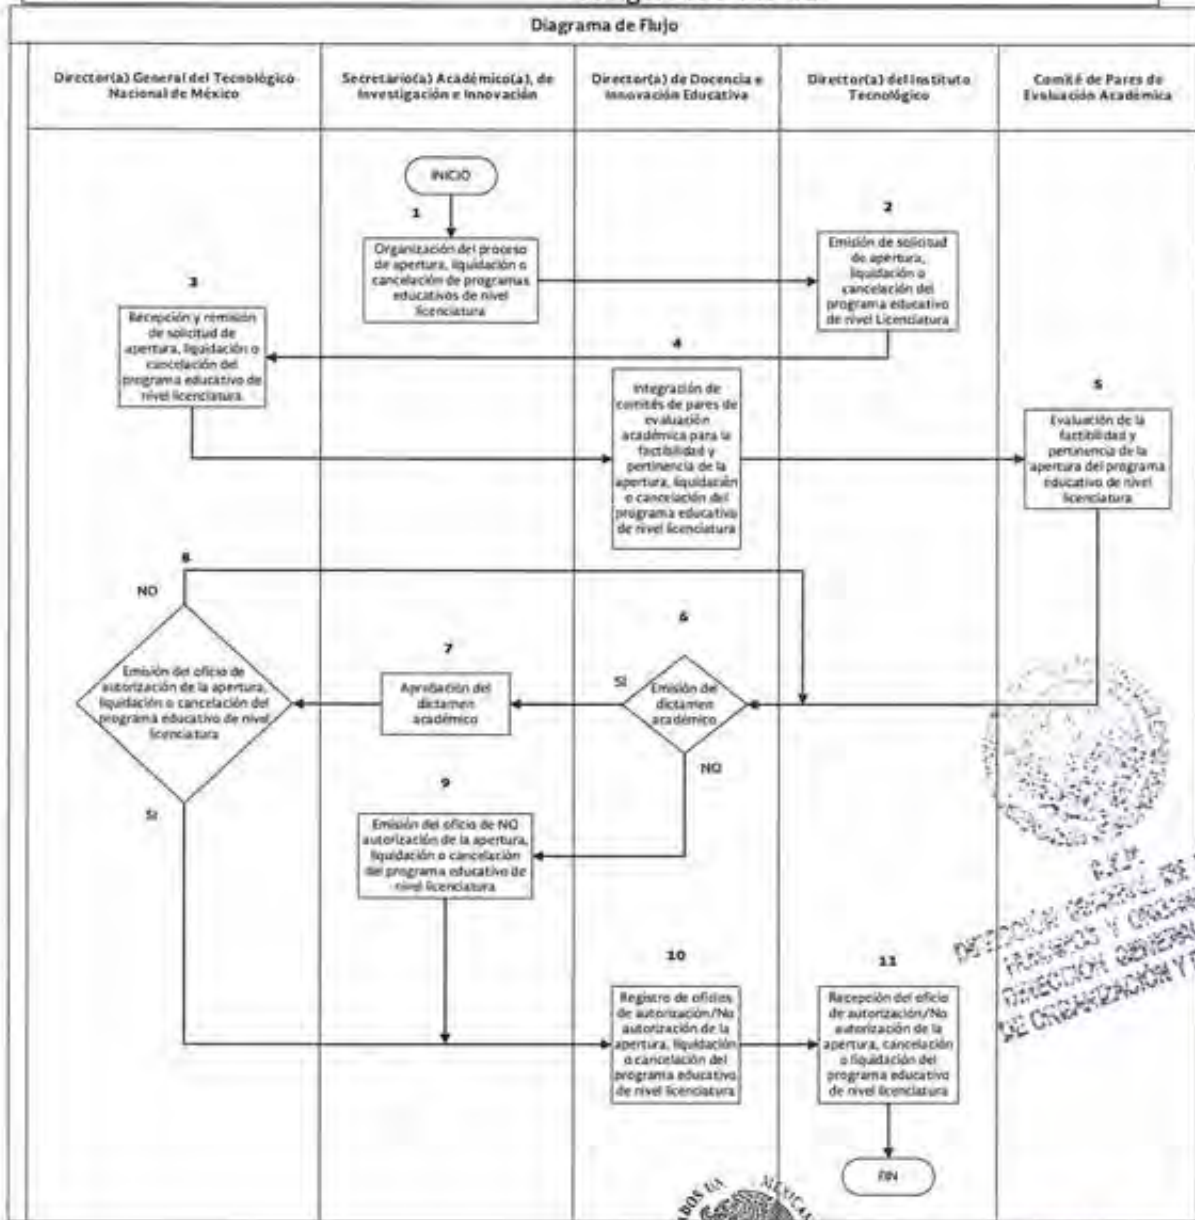 Diagrama de Flujo
Director(a) General del Tecnológico
Nacional de México
Secretario(a) Académico(a), de
Investigación e Innovación
Director(a) de Docencia e
Innovación Educativa
Director(a) del Instituto
Tecnológico
Comité de Pares de
Evaluación Académica
INICIO
1
Organización del proceso
de apertura, liquidación o
cancelación de programas
educativos de nivel
licenciatura
2
Emisión de solicitud
de apertura,
liquidación o
cancelación del
programa educativo
de nivel Licenciatura
3
Recepción y remisión
de solicitud de
apertura, liquidación o
cancelación del
programa educativo de
nivel licenciatura.
4
Integración de
comités de pares de
evaluación
académica para la
factibilidad y
pertinencia de la
apertura, liquidación
o cancelación del
programa educativo
de nivel licenciatura
5
Evaluación de la
factibilidad y
pertinencia de la
apertura del programa
educativo de nivel
licenciatura
6
Emisión del
dictamen
académico
SI
NO
7
Aprobación del
dictamen
académico
8
NO
Emisión del oficio de
autorización de la apertura,
liquidación o cancelación del
programa educativo de nivel
licenciatura
SI
9
Emisión del oficio de NO
autorización de la apertura,
liquidación o cancelación
del programa educativo de
nivel licenciatura
10
Registro de oficios
de autorización/No
autorización de la
apertura, liquidación
o cancelación del
programa educativo
de nivel licenciatura
11
Recepción del oficio
de autorización/No
autorización de la
apertura, cancelación
o liquidación del
programa educativo
de nivel licenciatura
FIN
DIRECCIÓN GENERAL
DE ORGANIZACIÓN Y